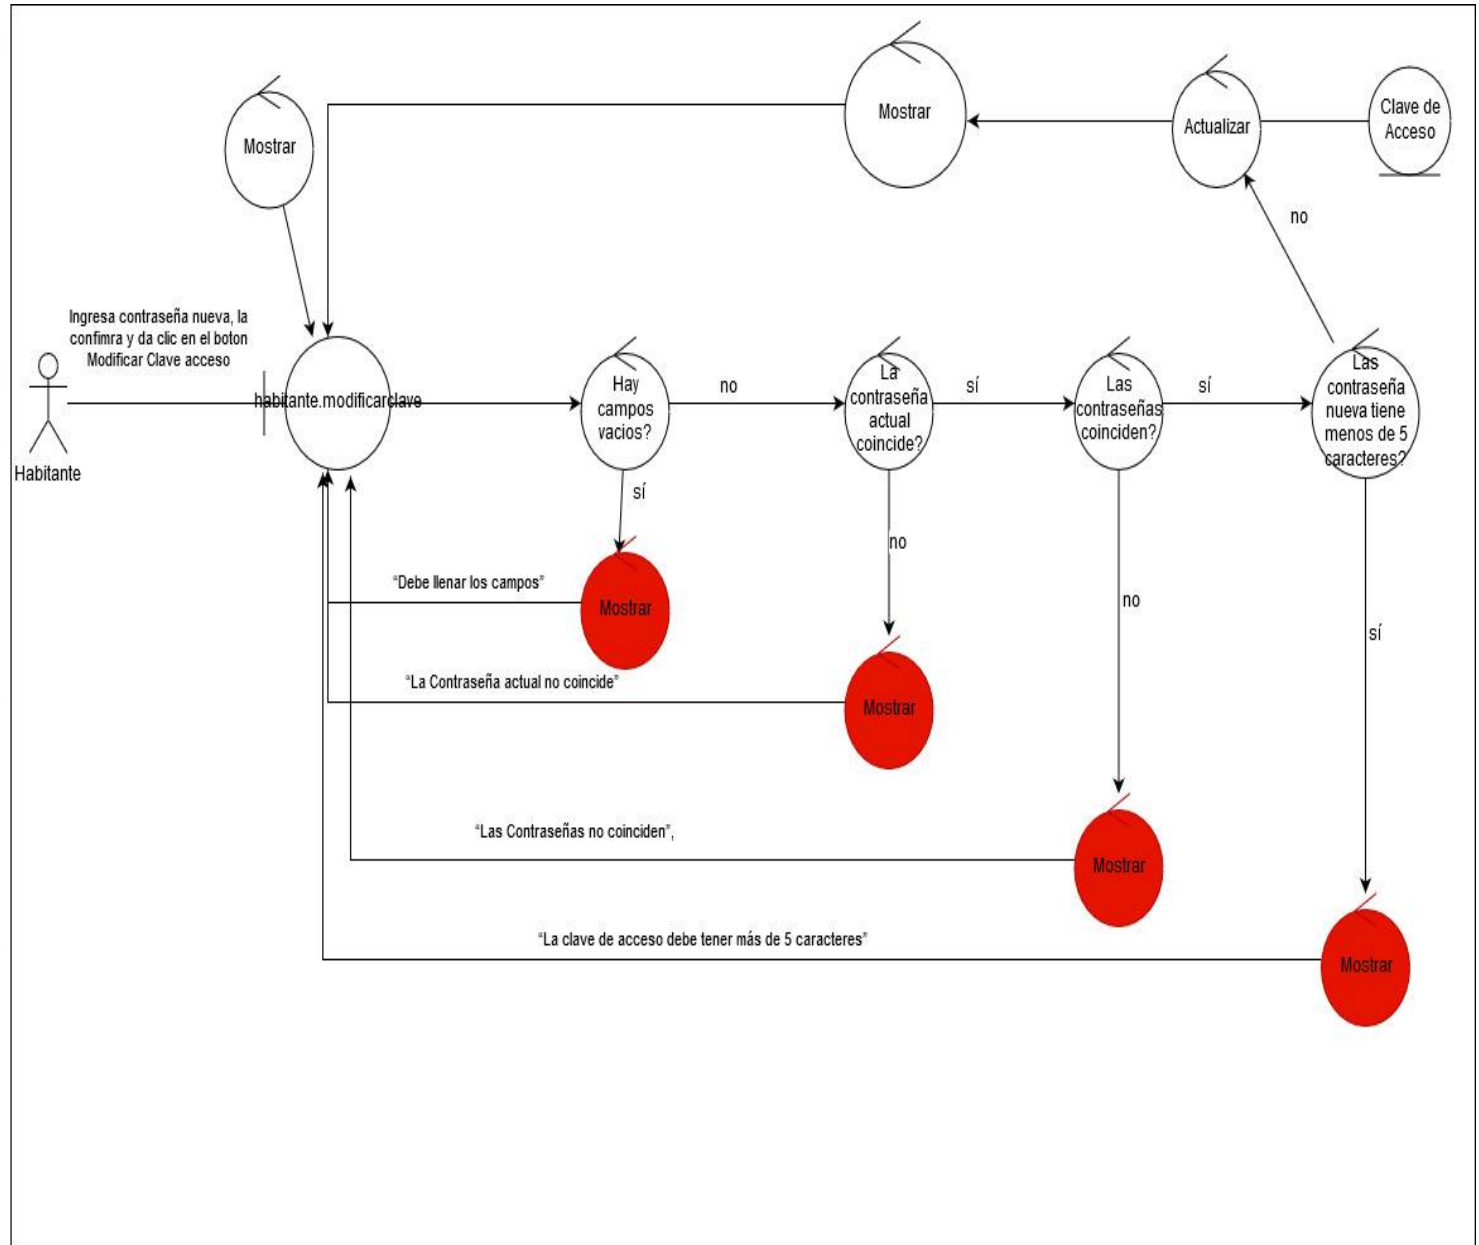 Mostrar
Mostrar
Actualizar
Clave de
Acceso
no
Ingresa contraseña nueva, la
confimra y da clic en el boton
Modificar Clave acceso
Habitante
habitante.modificarclave
Hay
campos
vacios?
no
La
contraseña
actual
coincide?
sí
Las
contraseñas
coinciden?
sí
Las
contraseña
nueva tiene
menos de 5
caracteres?
sí
no
no
sí
“Debe llenar los campos”
Mostrar
“La Contraseña actual no coincide”
Mostrar
“Las Contraseñas no coinciden”,
Mostrar
“La clave de acceso debe tener más de 5 caracteres”
Mostrar